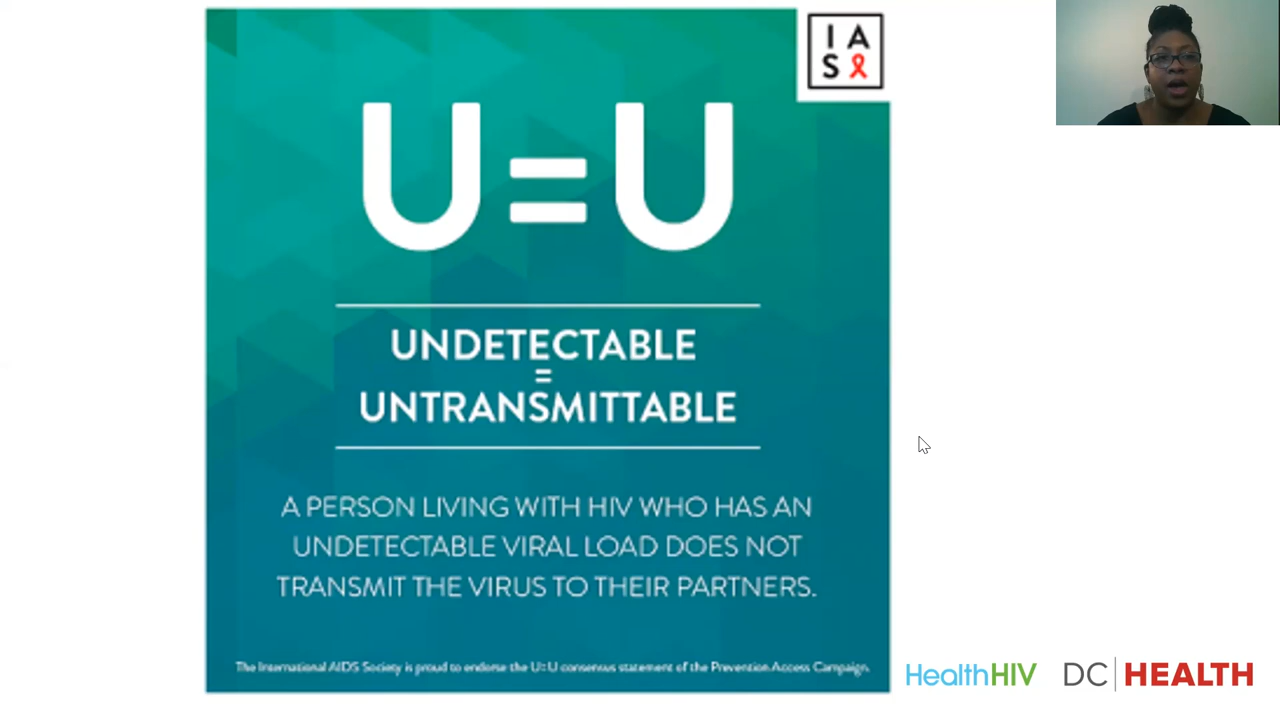 I A
S
U=U
UNDETECTABLE
=
UNTRANSMITTABLE
A PERSON LIVING WITH HIV WHO HAS AN
UNDETECTABLE VIRAL LOAD DOES NOT
TRANSMIT THE VIRUS TO THEIR PARTNERS.
The International AIDS Society is proud to endorse the U=U consensus statement of the Prevention Access Campaign.
HealthHIV DC HEALTH